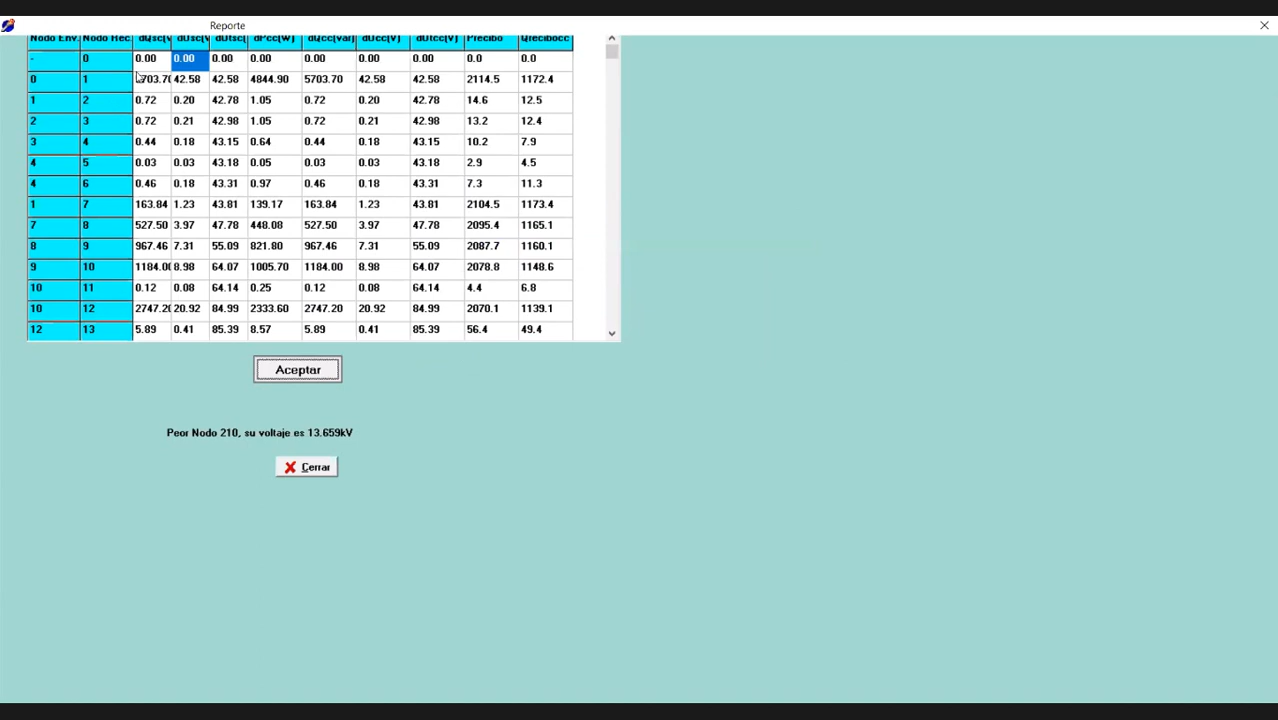 Reporte
Nodo Env. Nodo Rec. dQsc(v dUsc(v dUtsc( dPcc(W) dQcc(var) dUcc(V) dUtcc(V) Precibo Qrecibocc
- 0 0.00 0.00 0.00 0.00 0.00 0.00 0.00 0.0 0.0
0 1 703.70 42.58 42.58 4844.90 5703.70 42.58 42.58 2114.5 1172.4
1 2 0.72 0.20 42.78 1.05 0.72 0.20 42.78 14.6 12.5
2 3 0.72 0.21 42.98 1.05 0.72 0.21 42.98 13.2 12.4
3 4 0.44 0.18 43.15 0.64 0.44 0.18 43.15 10.2 7.9
4 5 0.03 0.03 43.18 0.05 0.03 0.03 43.18 2.9 4.5
4 6 0.46 0.18 43.31 0.97 0.46 0.18 43.31 7.3 11.3
1 7 163.84 1.23 43.81 139.17 163.84 1.23 43.81 2104.5 1173.4
7 8 527.50 3.97 47.78 448.08 527.50 3.97 47.78 2095.4 1165.1
8 9 967.46 7.31 55.09 821.80 967.46 7.31 55.09 2087.7 1160.1
9 10 1184.00 8.98 64.07 1005.70 1184.00 8.98 64.07 2078.8 1148.6
10 11 0.12 0.08 64.14 0.25 0.12 0.08 64.14 4.4 6.8
10 12 2747.20 20.92 84.99 2333.60 2747.20 20.92 84.99 2070.1 1139.1
12 13 5.89 0.41 85.39 8.57 5.89 0.41 85.39 56.4 49.4
Aceptar
Peor Nodo 210, su voltaje es 13.659kV
Cerrar